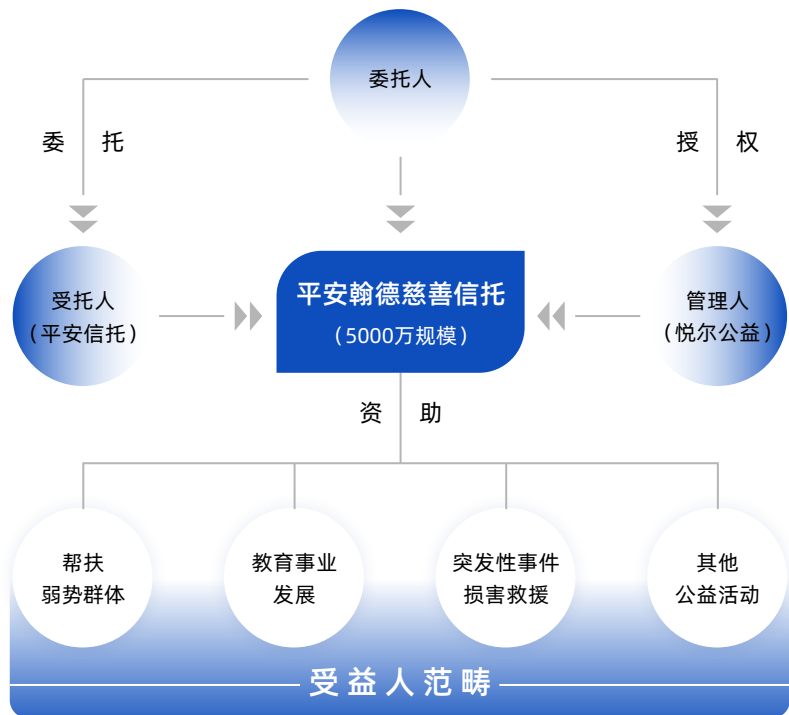 委托人
委 托
授 权
受托人
（平安信托）
平安翰德慈善信托
（5000万规模）
管理人
（悦尔公益）
资 助
帮扶
弱势群体
教育事业
发展
突发性事件
损害救援
其他
公益活动
受益人范畴